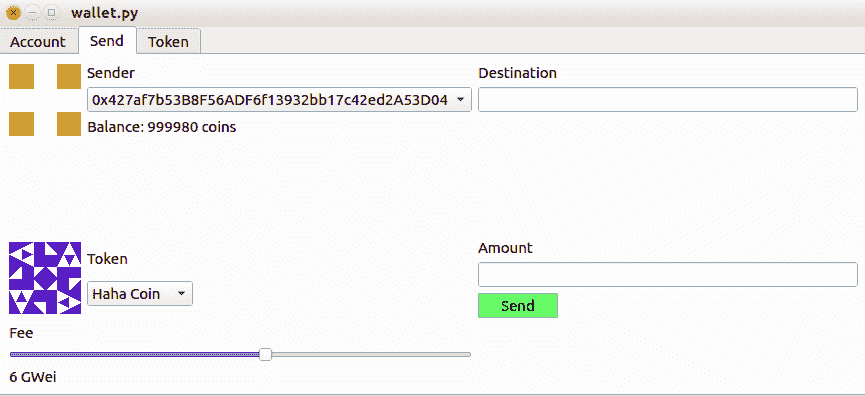 wallet.py
Account Send Token
Sender
0x427af7b53B8F56ADF6f13932bb17c42ed2A53D04
Balance: 999980 coins
Destination
Token
Haha Coin
Amount
Send
Fee
6 GWei